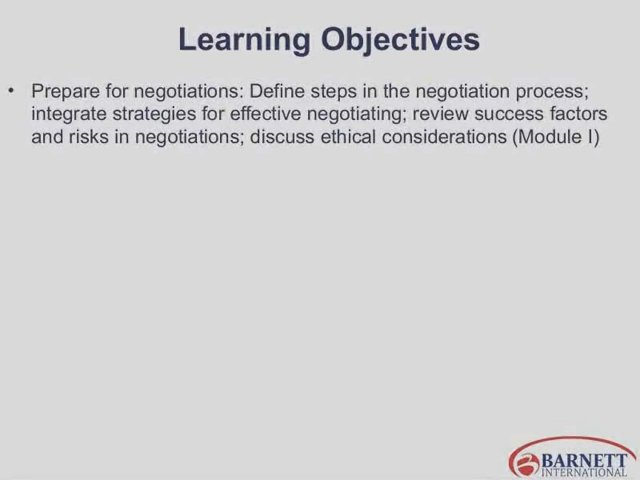 Learning Objectives
• Prepare for negotiations: Define steps in the negotiation process;
integrate strategies for effective negotiating; review success factors
and risks in negotiations; discuss ethical considerations (Module I)
BARNETT
INTERNATIONAL